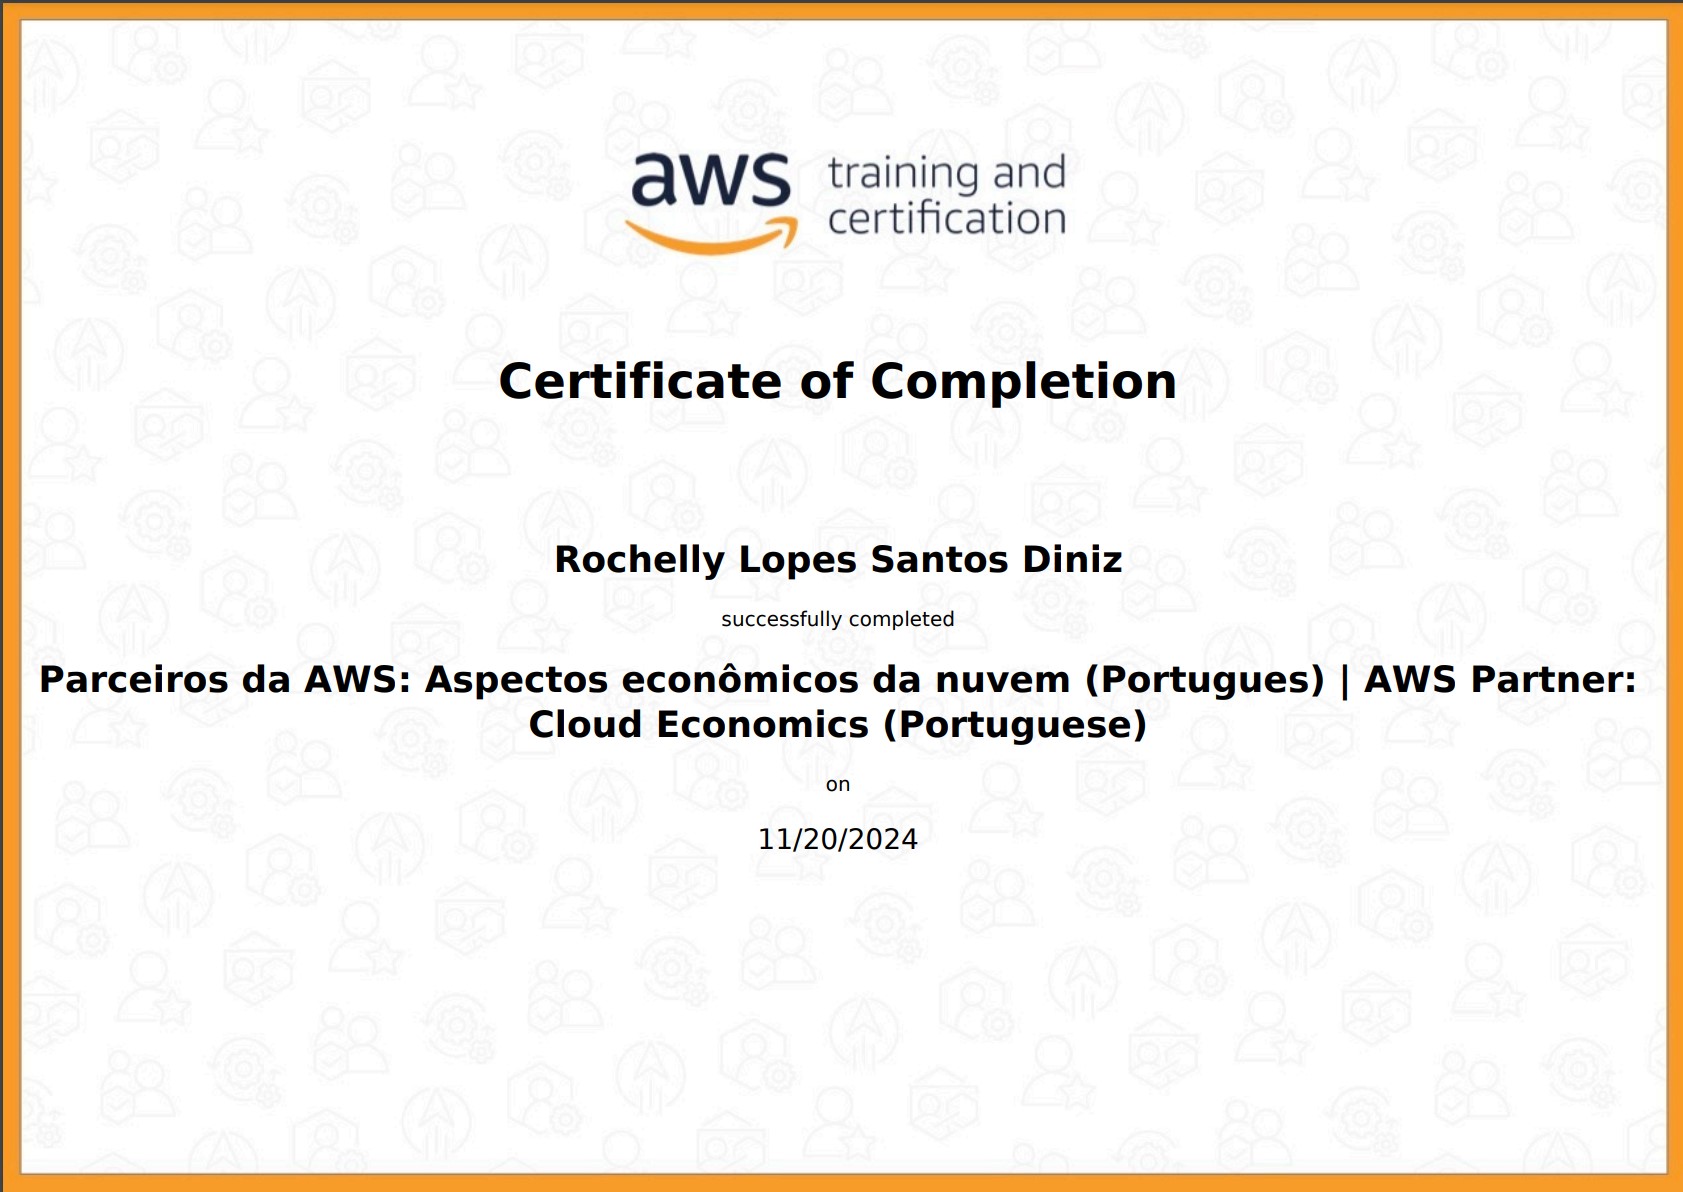 aws training and
certification
Certificate of Completion
Rochelly Lopes Santos Diniz
successfully completed
Parceiros da AWS: Aspectos econômicos da nuvem (Portugues) | AWS Partner:
Cloud Economics (Portuguese)
on
11/20/2024